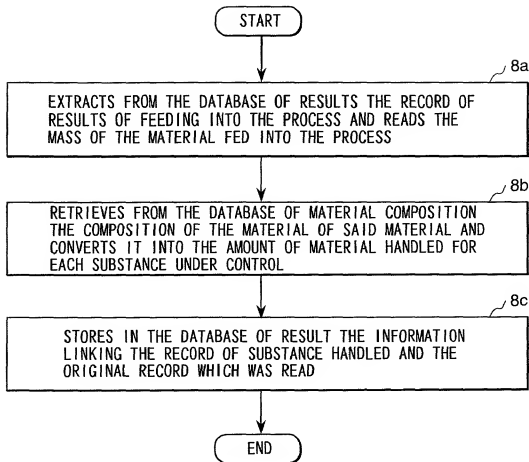 START
8a
EXTRACTS FROM THE DATABASE OF RESULTS THE RECORD OF
RESULTS OF FEEDING INTO THE PROCESS AND READS THE
MASS OF THE MATERIAL FED INTO THE PROCESS
8b
RETRIEVES FROM THE DATABASE OF MATERIAL COMPOSITION
THE COMPOSITION OF THE MATERIAL OF SAID MATERIAL AND
CONVERTS IT INTO THE AMOUNT OF MATERIAL HANDLED FOR
EACH SUBSTANCE UNDER CONTROL
8c
STORES IN THE DATABASE OF RESULT THE INFORMATION
LINKING THE RECORD OF SUBSTANCE HANDLED AND THE
ORIGINAL RECORD WHICH WAS READ
END